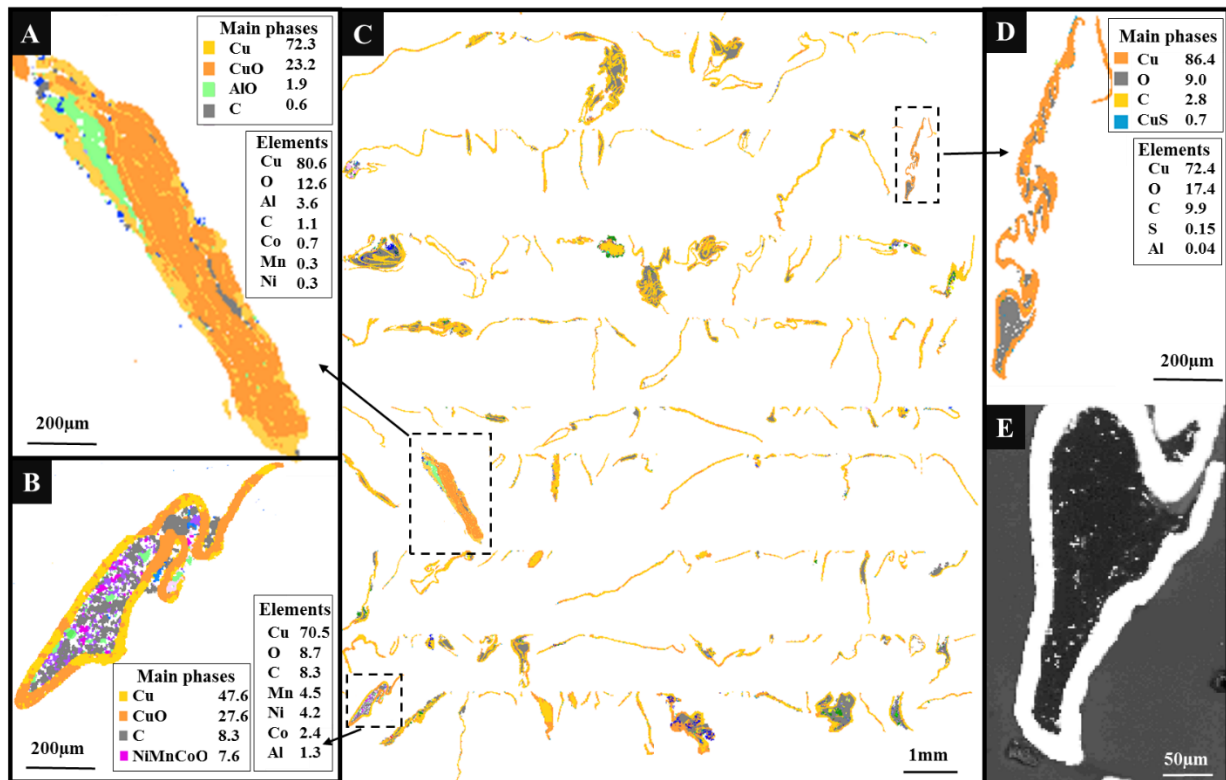 A
Main phases
Cu 72.3
CuO 23.2
AlO 1.9
C 0.6
Elements
Cu 80.6
O 12.6
Al 3.6
C 1.1
Co 0.7
Mn 0.3
Ni 0.3
200μm
B
Main phases
Cu 47.6
CuO 27.6
C 8.3
NiMnCoO 7.6
Elements
Cu 70.5
O 8.7
C 8.3
Mn 4.5
Ni 4.2
Co 2.4
Al 1.3
200μm
C
1mm
D
Main phases
Cu 86.4
O 9.0
C 2.8
CuS 0.7
Elements
Cu 72.4
O 17.4
C 9.9
S 0.15
Al 0.04
200μm
E
50μm